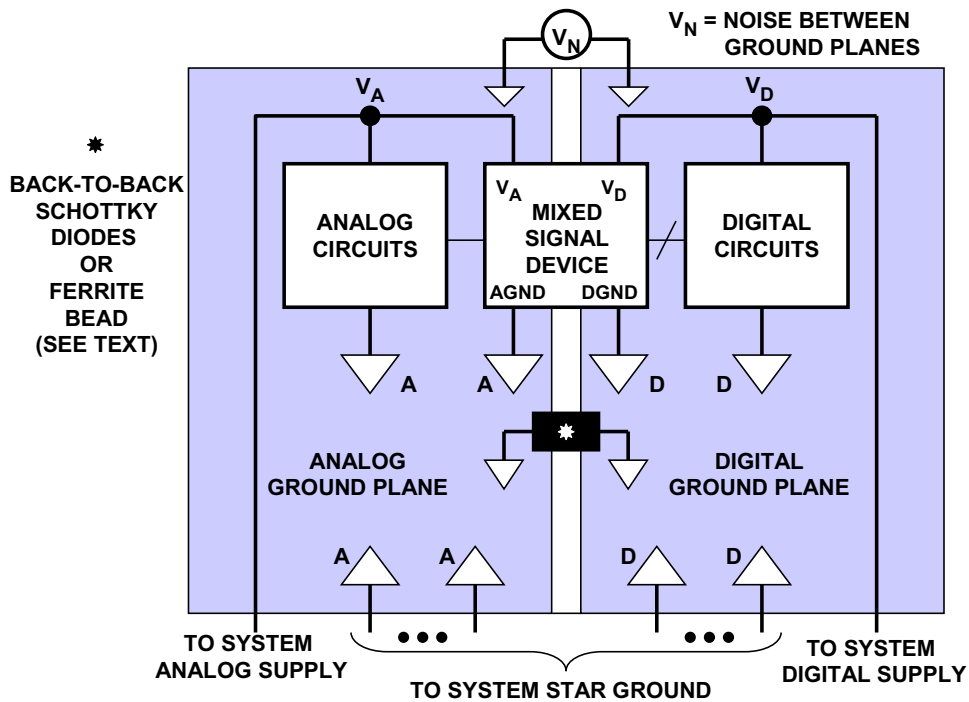 V_N = NOISE BETWEEN
GROUND PLANES
V_N
V_A
V_D
BACK-TO-BACK
SCHOTTKY
DIODES
OR
FERRITE
BEAD
(SEE TEXT)
ANALOG
CIRCUITS
V_A
V_D
MIXED
SIGNAL
DEVICE
AGND
DGND
DIGITAL
CIRCUITS
A
A
D
D
ANALOG
GROUND PLANE
DIGITAL
GROUND PLANE
A
A
D
D
TO SYSTEM
ANALOG SUPPLY
TO SYSTEM
DIGITAL SUPPLY
TO SYSTEM STAR GROUND